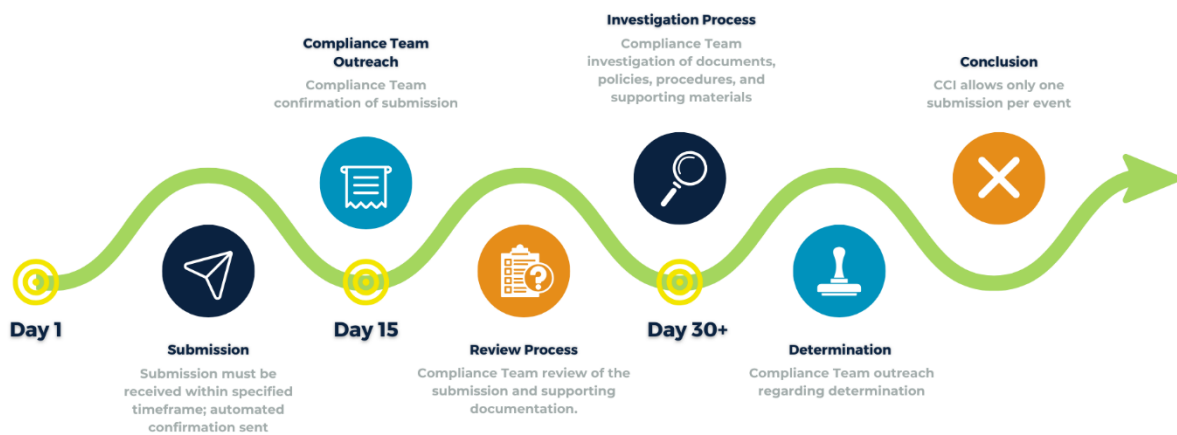 Investigation Process
Compliance Team
investigation of documents,
policies, procedures, and
supporting materials
Compliance Team
Outreach
Compliance Team
confirmation of submission
Conclusion
CCI allows only one
submission per event
Day 1
Day 15
Day 30+
Submission
Submission must be
received within specified
timeframe; automated
confirmation sent
Review Process
Compliance Team review of the
submission and supporting
documentation.
Determination
Compliance Team outreach
regarding determination